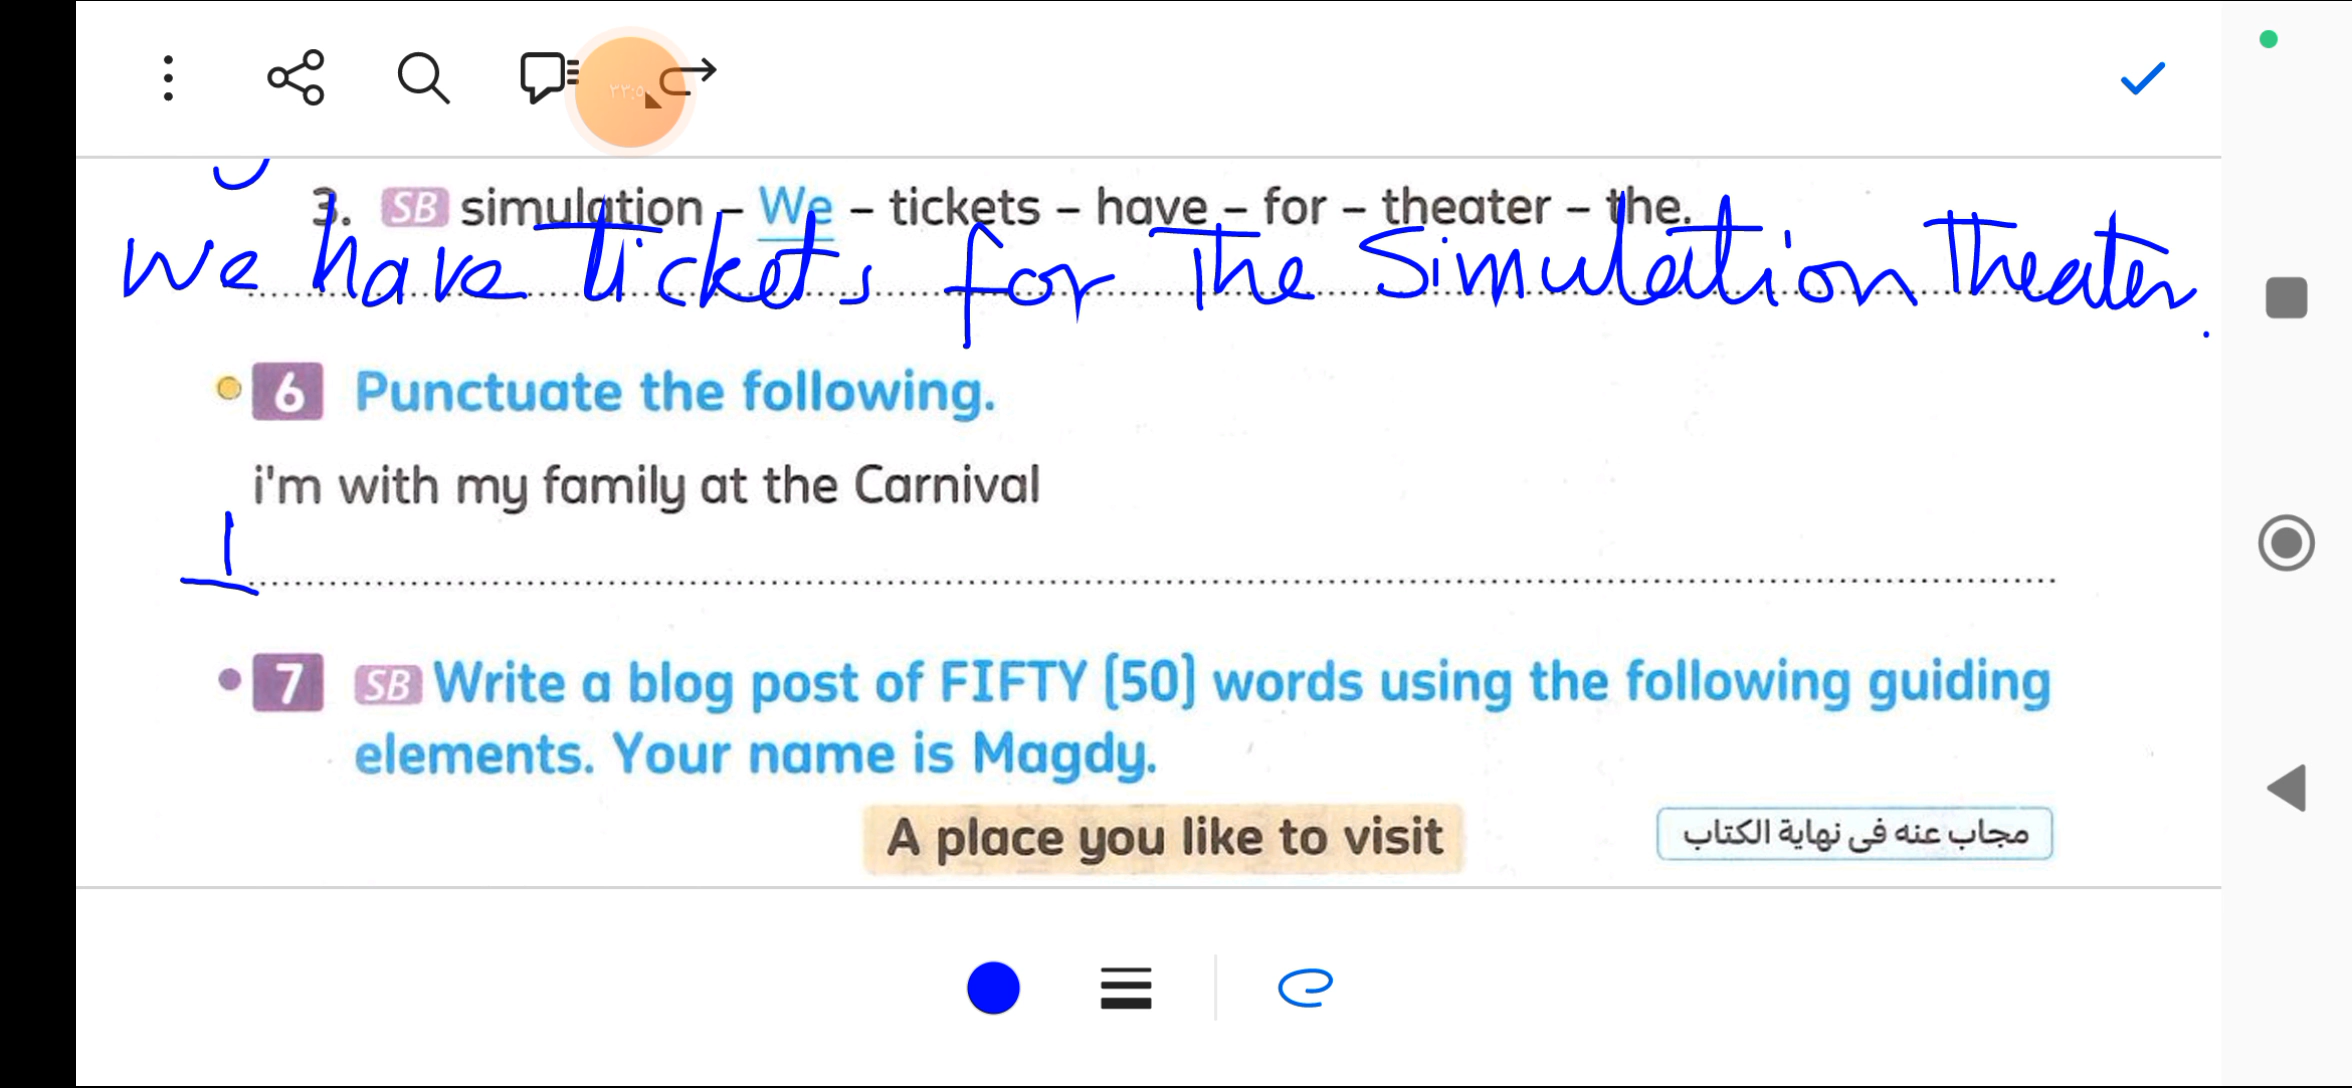 3. SB simulation – We – tickets – have – for – theater – the.
We have tickets for The Simulation Theater.
6 Punctuate the following.
i'm with my family at the Carnival
I
7 SB Write a blog post of FIFTY (50) words using the following guiding
elements. Your name is Magdy.
A place you like to visit
مجاب عنه فى نهاية الكتاب